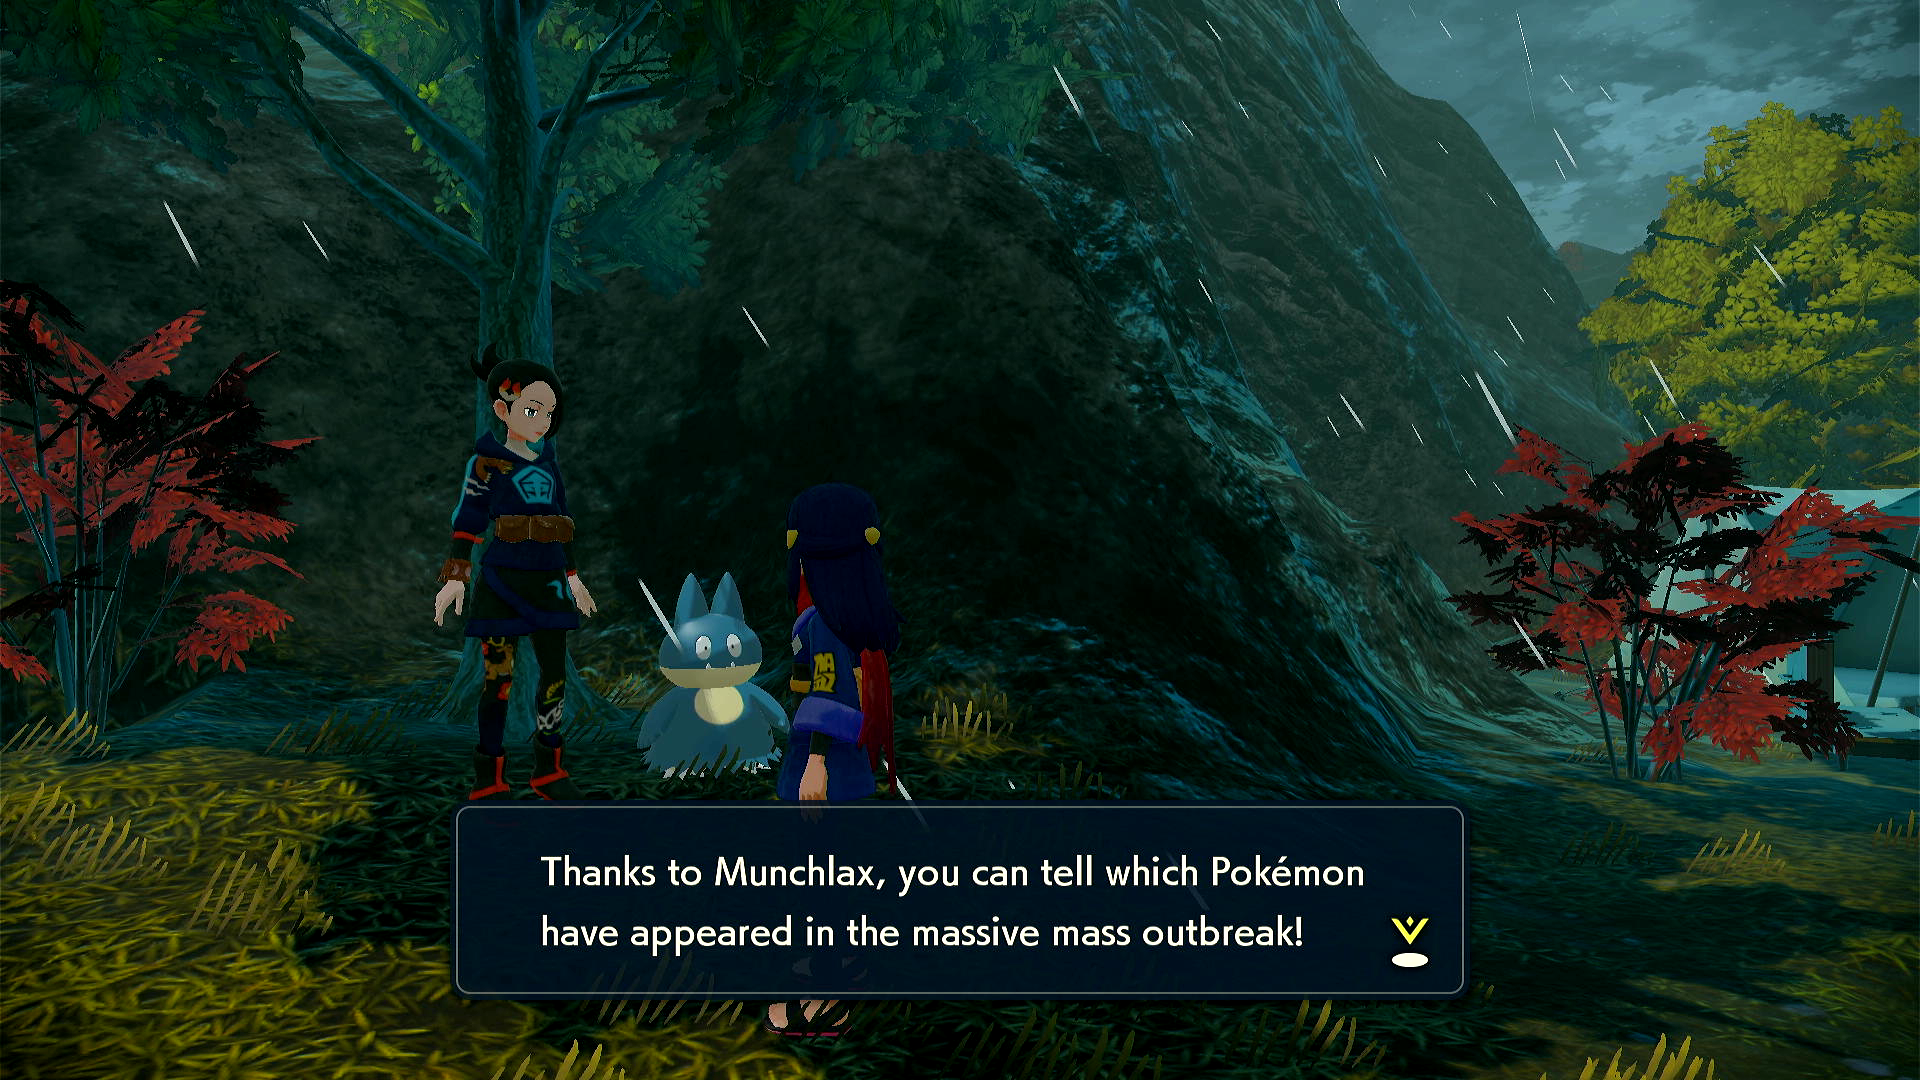 Thanks to Munchlax, you can tell which Pokémon
have appeared in the massive mass outbreak!